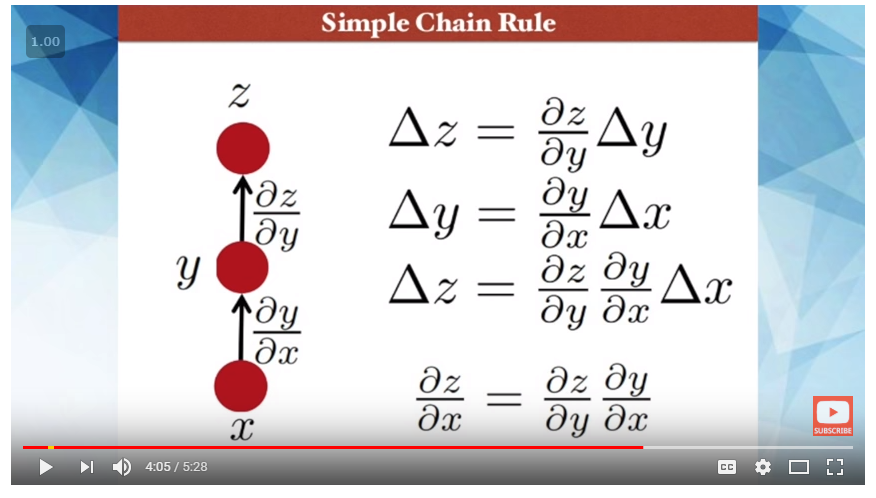 Simple Chain Rule
1.00
z
Δz = ∂z/∂y Δy
∂z/∂y
Δy = ∂y/∂x Δx
y
Δz = ∂z/∂y ∂y/∂x Δx
∂y/∂x
∂z/∂x = ∂z/∂y ∂y/∂x
x
SUBSCRIBE
4:05 / 5:28
CC